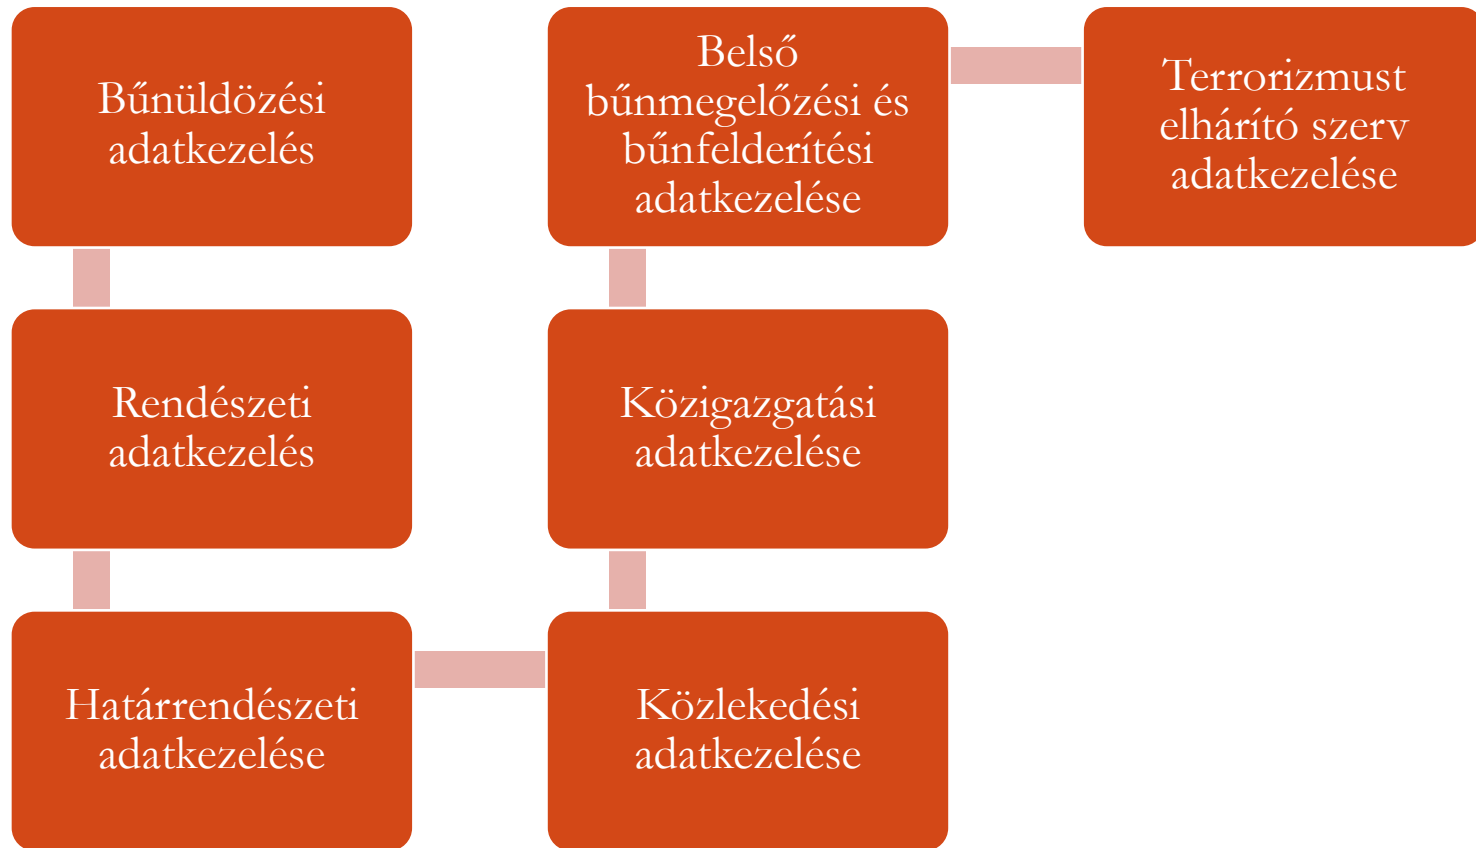 Bűnüldözési
adatkezelés
Rendészeti
adatkezelés
Határrendészeti
adatkezelése
Közlekedési
adatkezelése
Közigazgatási
adatkezelése
Belső
bűnmegelőzési és
bűnfelderítési
adatkezelése
Terrorizmust
elhárító szerv
adatkezelése